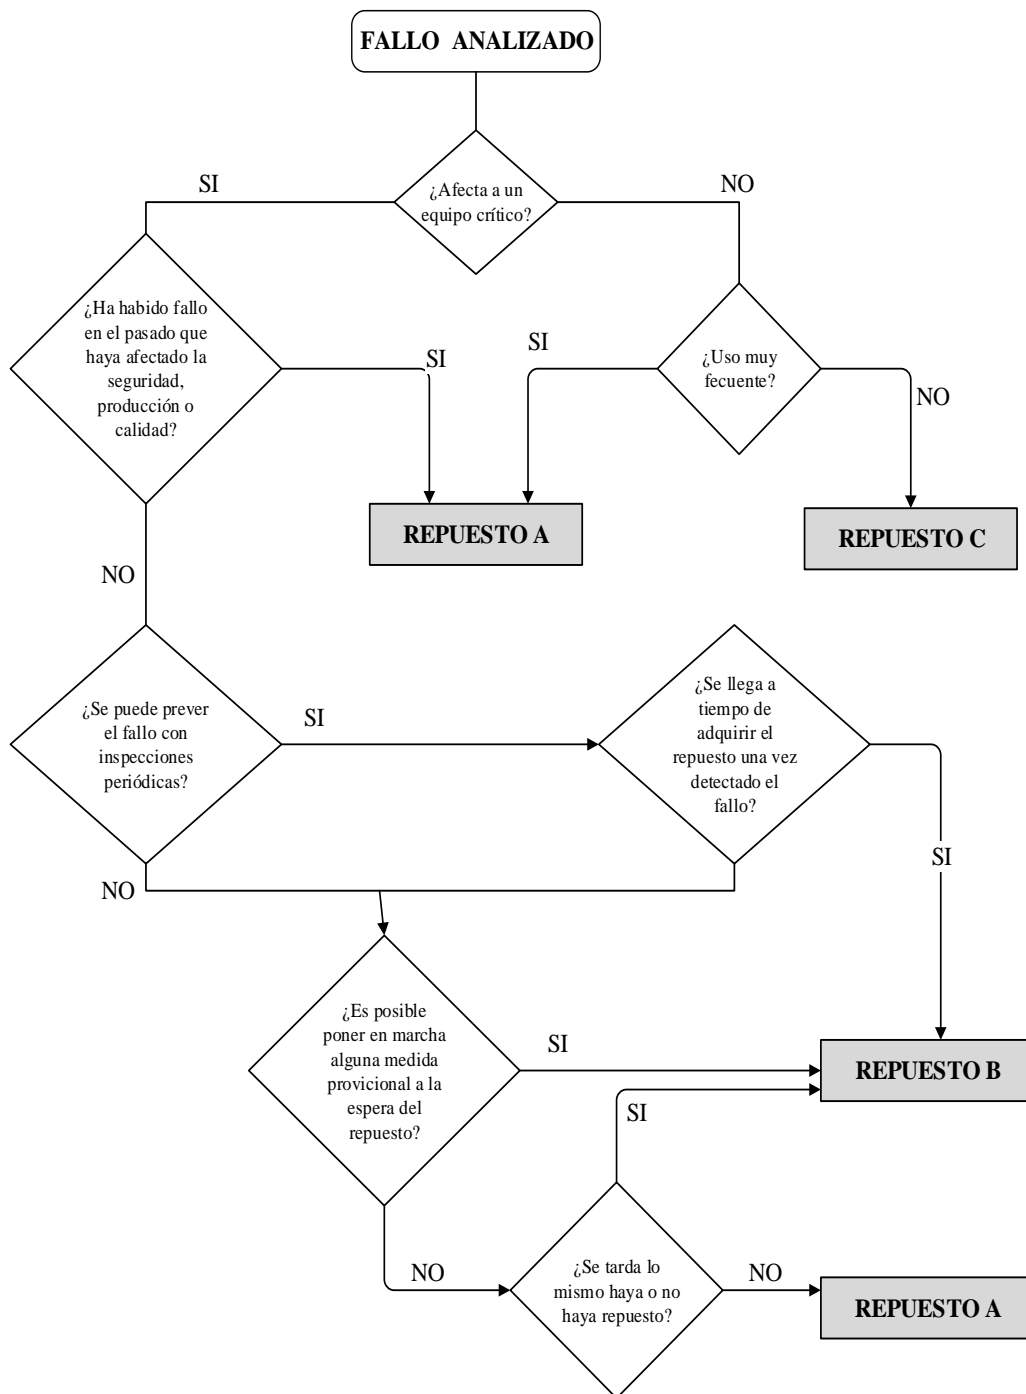 FALLO ANALIZADO
¿Afecta a un
equipo crítico?
SI
NO
¿Ha habido fallo
en el pasado que
haya afectado la
seguridad,
producción o
calidad?
SI
SI
¿Uso muy
fecuente?
NO
REPUESTO A
REPUESTO C
NO
¿Se puede prever
el fallo con
inspecciones
periódicas?
SI
¿Se llega a
tiempo de
adquirir el
repuesto una vez
detectado el
fallo?
NO
SI
¿Es posible
poner en marcha
alguna medida
provicional a la
espera del
repuesto?
SI
REPUESTO B
SI
NO
¿Se tarda lo
mismo haya o no
haya repuesto?
NO
REPUESTO A